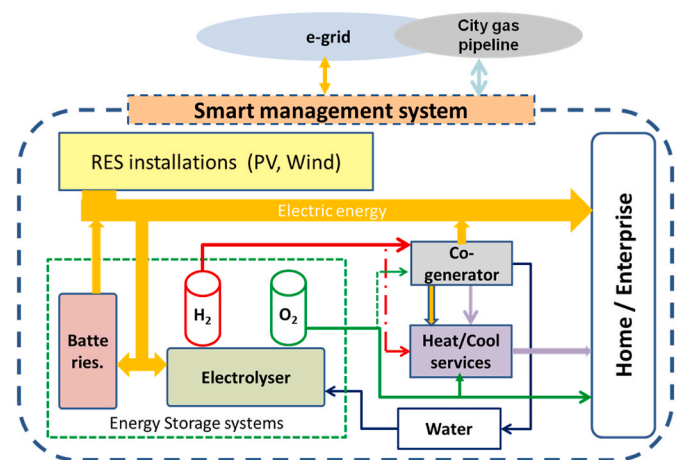 e-grid
City gas
pipeline
Smart management system
RES installations (PV, Wind)
Electric energy
Co-
generator
H2
O2
Batte
ries.
Heat/Cool
services
Electrolyser
Energy Storage systems
Water
Home / Enterprise